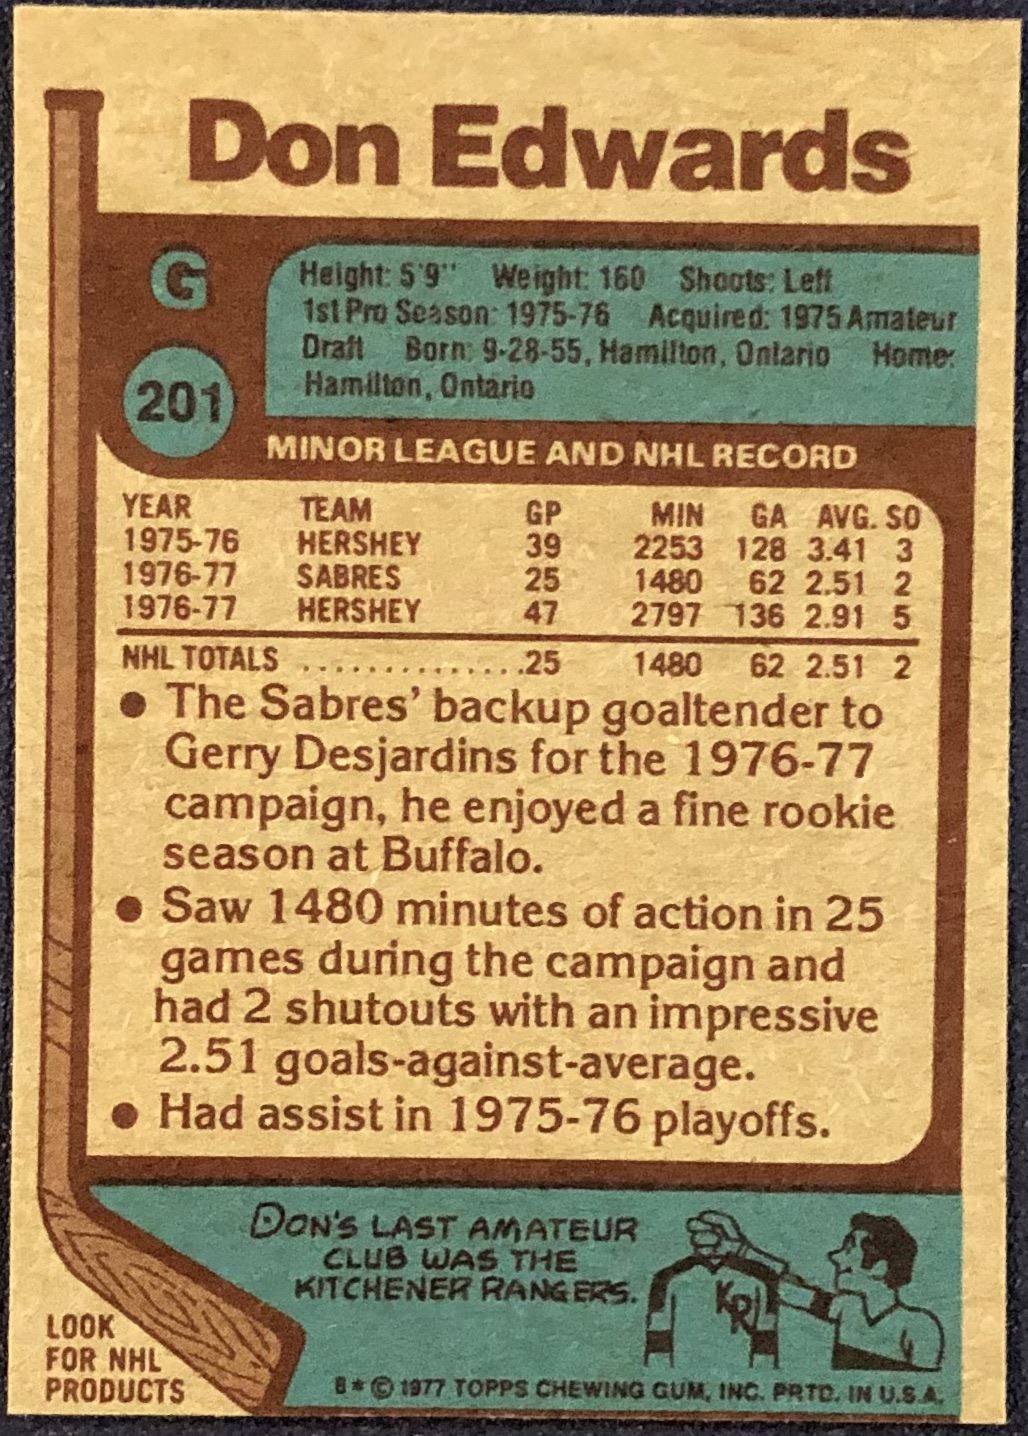 Don Edwards
G
Height: 5'9" Weight: 160 Shoots: Left
1st Pro Season: 1975-76 Acquired: 1975 Amateur
Draft Born: 9-28-55, Hamilton, Ontario Home:
Hamilton, Ontario
201
MINOR LEAGUE AND NHL RECORD
YEAR TEAM GP MIN GA AVG. SO
1975-76 HERSHEY 39 2253 128 3.41 3
1976-77 SABRES 25 1480 62 2.51 2
1976-77 HERSHEY 47 2797 136 2.91 5
NHL TOTALS ..............25 1480 62 2.51 2
● The Sabres' backup goaltender to
Gerry Desjardins for the 1976-77
campaign, he enjoyed a fine rookie
season at Buffalo.
● Saw 1480 minutes of action in 25
games during the campaign and
had 2 shutouts with an impressive
2.51 goals-against-average.
● Had assist in 1975-76 playoffs.
DON'S LAST AMATEUR
CLUB WAS THE
KITCHENER RANGERS.
KR
LOOK
FOR NHL
PRODUCTS
B * © 1977 TOPPS CHEWING GUM, INC. PRTD. IN U.S.A.